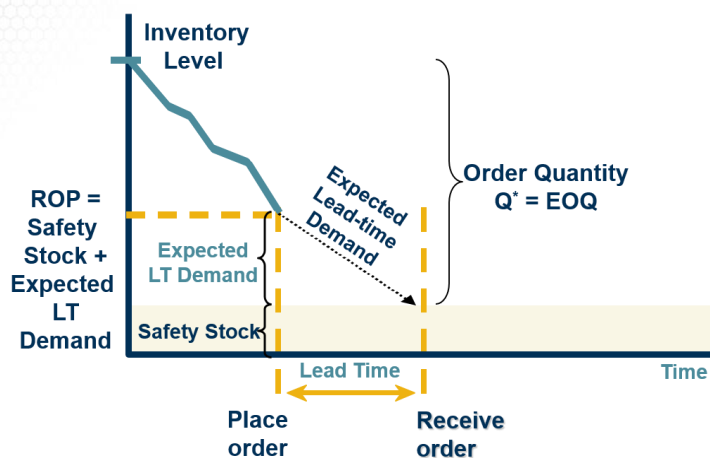 Inventory
Level
ROP =
Safety
Stock +
Expected
LT
Demand
Expected
LT Demand
Safety Stock
Expected
Lead-time
Demand
Order Quantity
Q* = EOQ
Lead Time
Time
Place
order
Receive
order